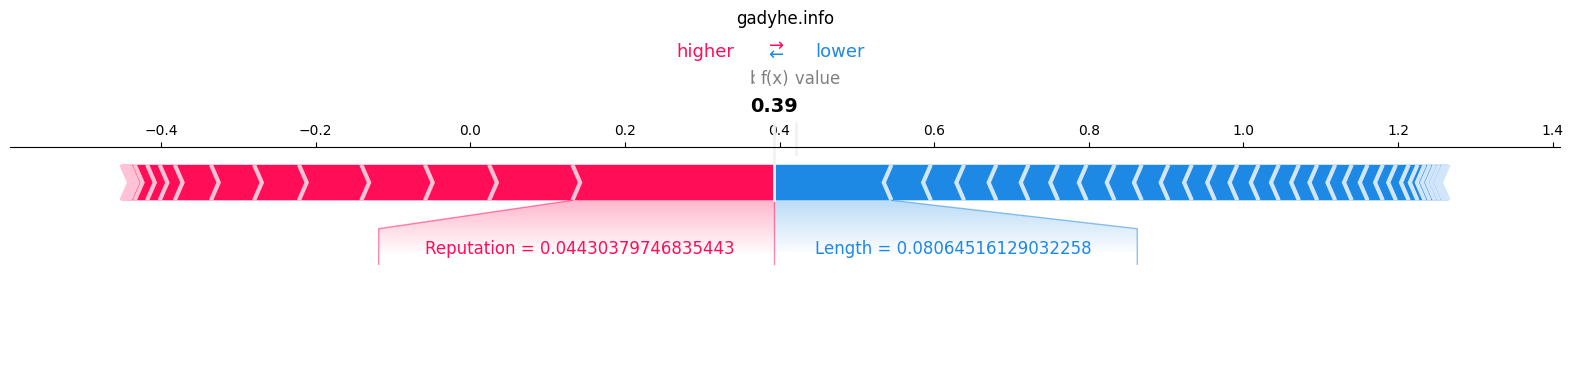 gadyhe.info
higher → ← lower
f(x) value
0.39
−0.4 −0.2 0.0 0.2 0.4 0.6 0.8 1.0 1.2 1.4
Reputation = 0.04430379746835443 Length = 0.08064516129032258